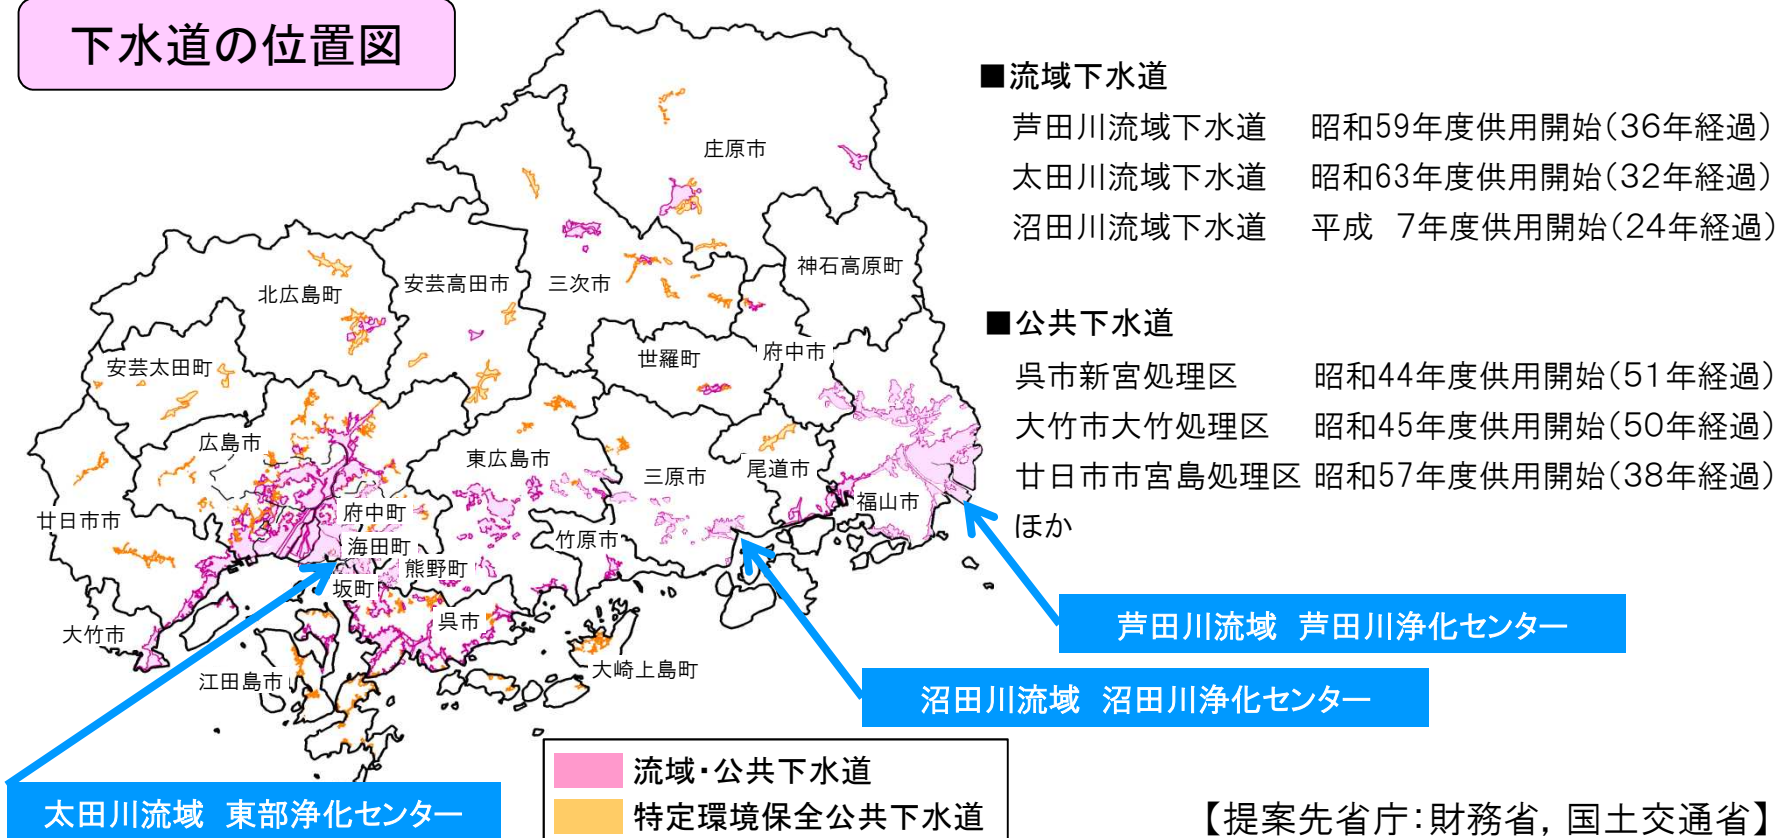 下水道の位置図
■流域下水道
芦田川流域下水道 昭和59年度供用開始(36年経過)
太田川流域下水道 昭和63年度供用開始(32年経過)
沼田川流域下水道 平成 7年度供用開始(24年経過)
■公共下水道
呉市新宮処理区 昭和44年度供用開始(51年経過)
大竹市大竹処理区 昭和45年度供用開始(50年経過)
廿日市市宮島処理区 昭和57年度供用開始(38年経過)
ほか
庄原市
神石高原町
三次市
安芸高田市
北広島町
世羅町
府中市
安芸太田町
広島市
東広島市
三原市
尾道市
福山市
廿日市市
府中町
海田町
熊野町
坂町
竹原市
呉市
大竹市
江田島市
大崎上島町
芦田川流域 芦田川浄化センター
沼田川流域 沼田川浄化センター
太田川流域 東部浄化センター
流域・公共下水道
特定環境保全公共下水道
【提案先省庁:財務省,国土交通省】